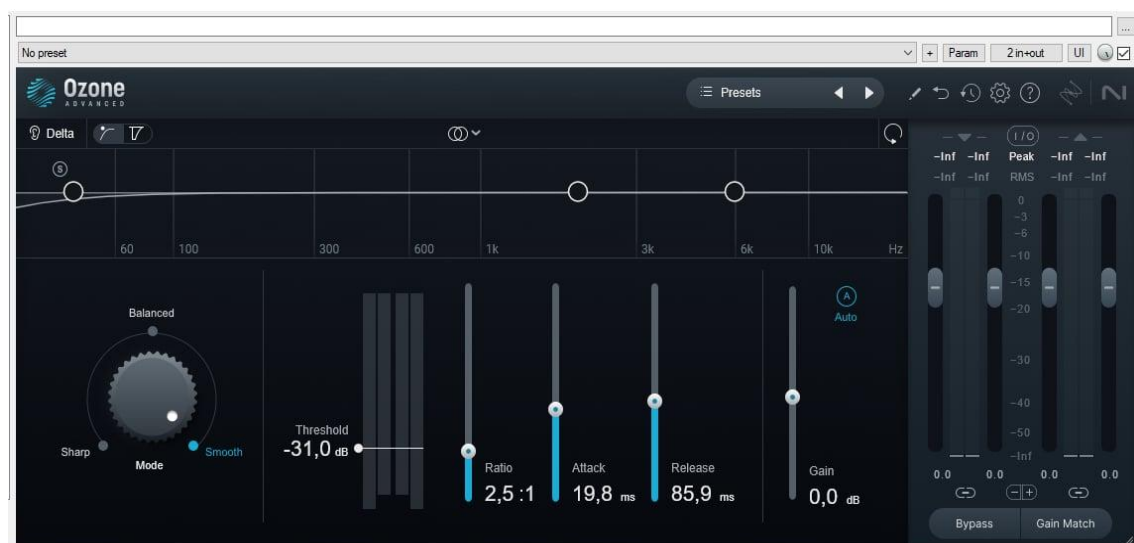 ...
No preset
+ Param 2 in+out UI
Ozone
ADVANCED
Presets
?
Delta
S
I/O
-Inf -Inf Peak -Inf -Inf
-Inf -Inf RMS -Inf -Inf
60 100 300 600 1k 3k 6k 10k Hz
0
-3
-6
-10
-15
-20
-30
-40
-50
-Inf
0.0 0.0 0.0 0.0
Balanced
Sharp
Smooth
Mode
Threshold
-31,0 dB
Ratio
2,5 :1
Attack
19,8 ms
Release
85,9 ms
A
Auto
Gain
0,0 dB
- +
Bypass Gain Match